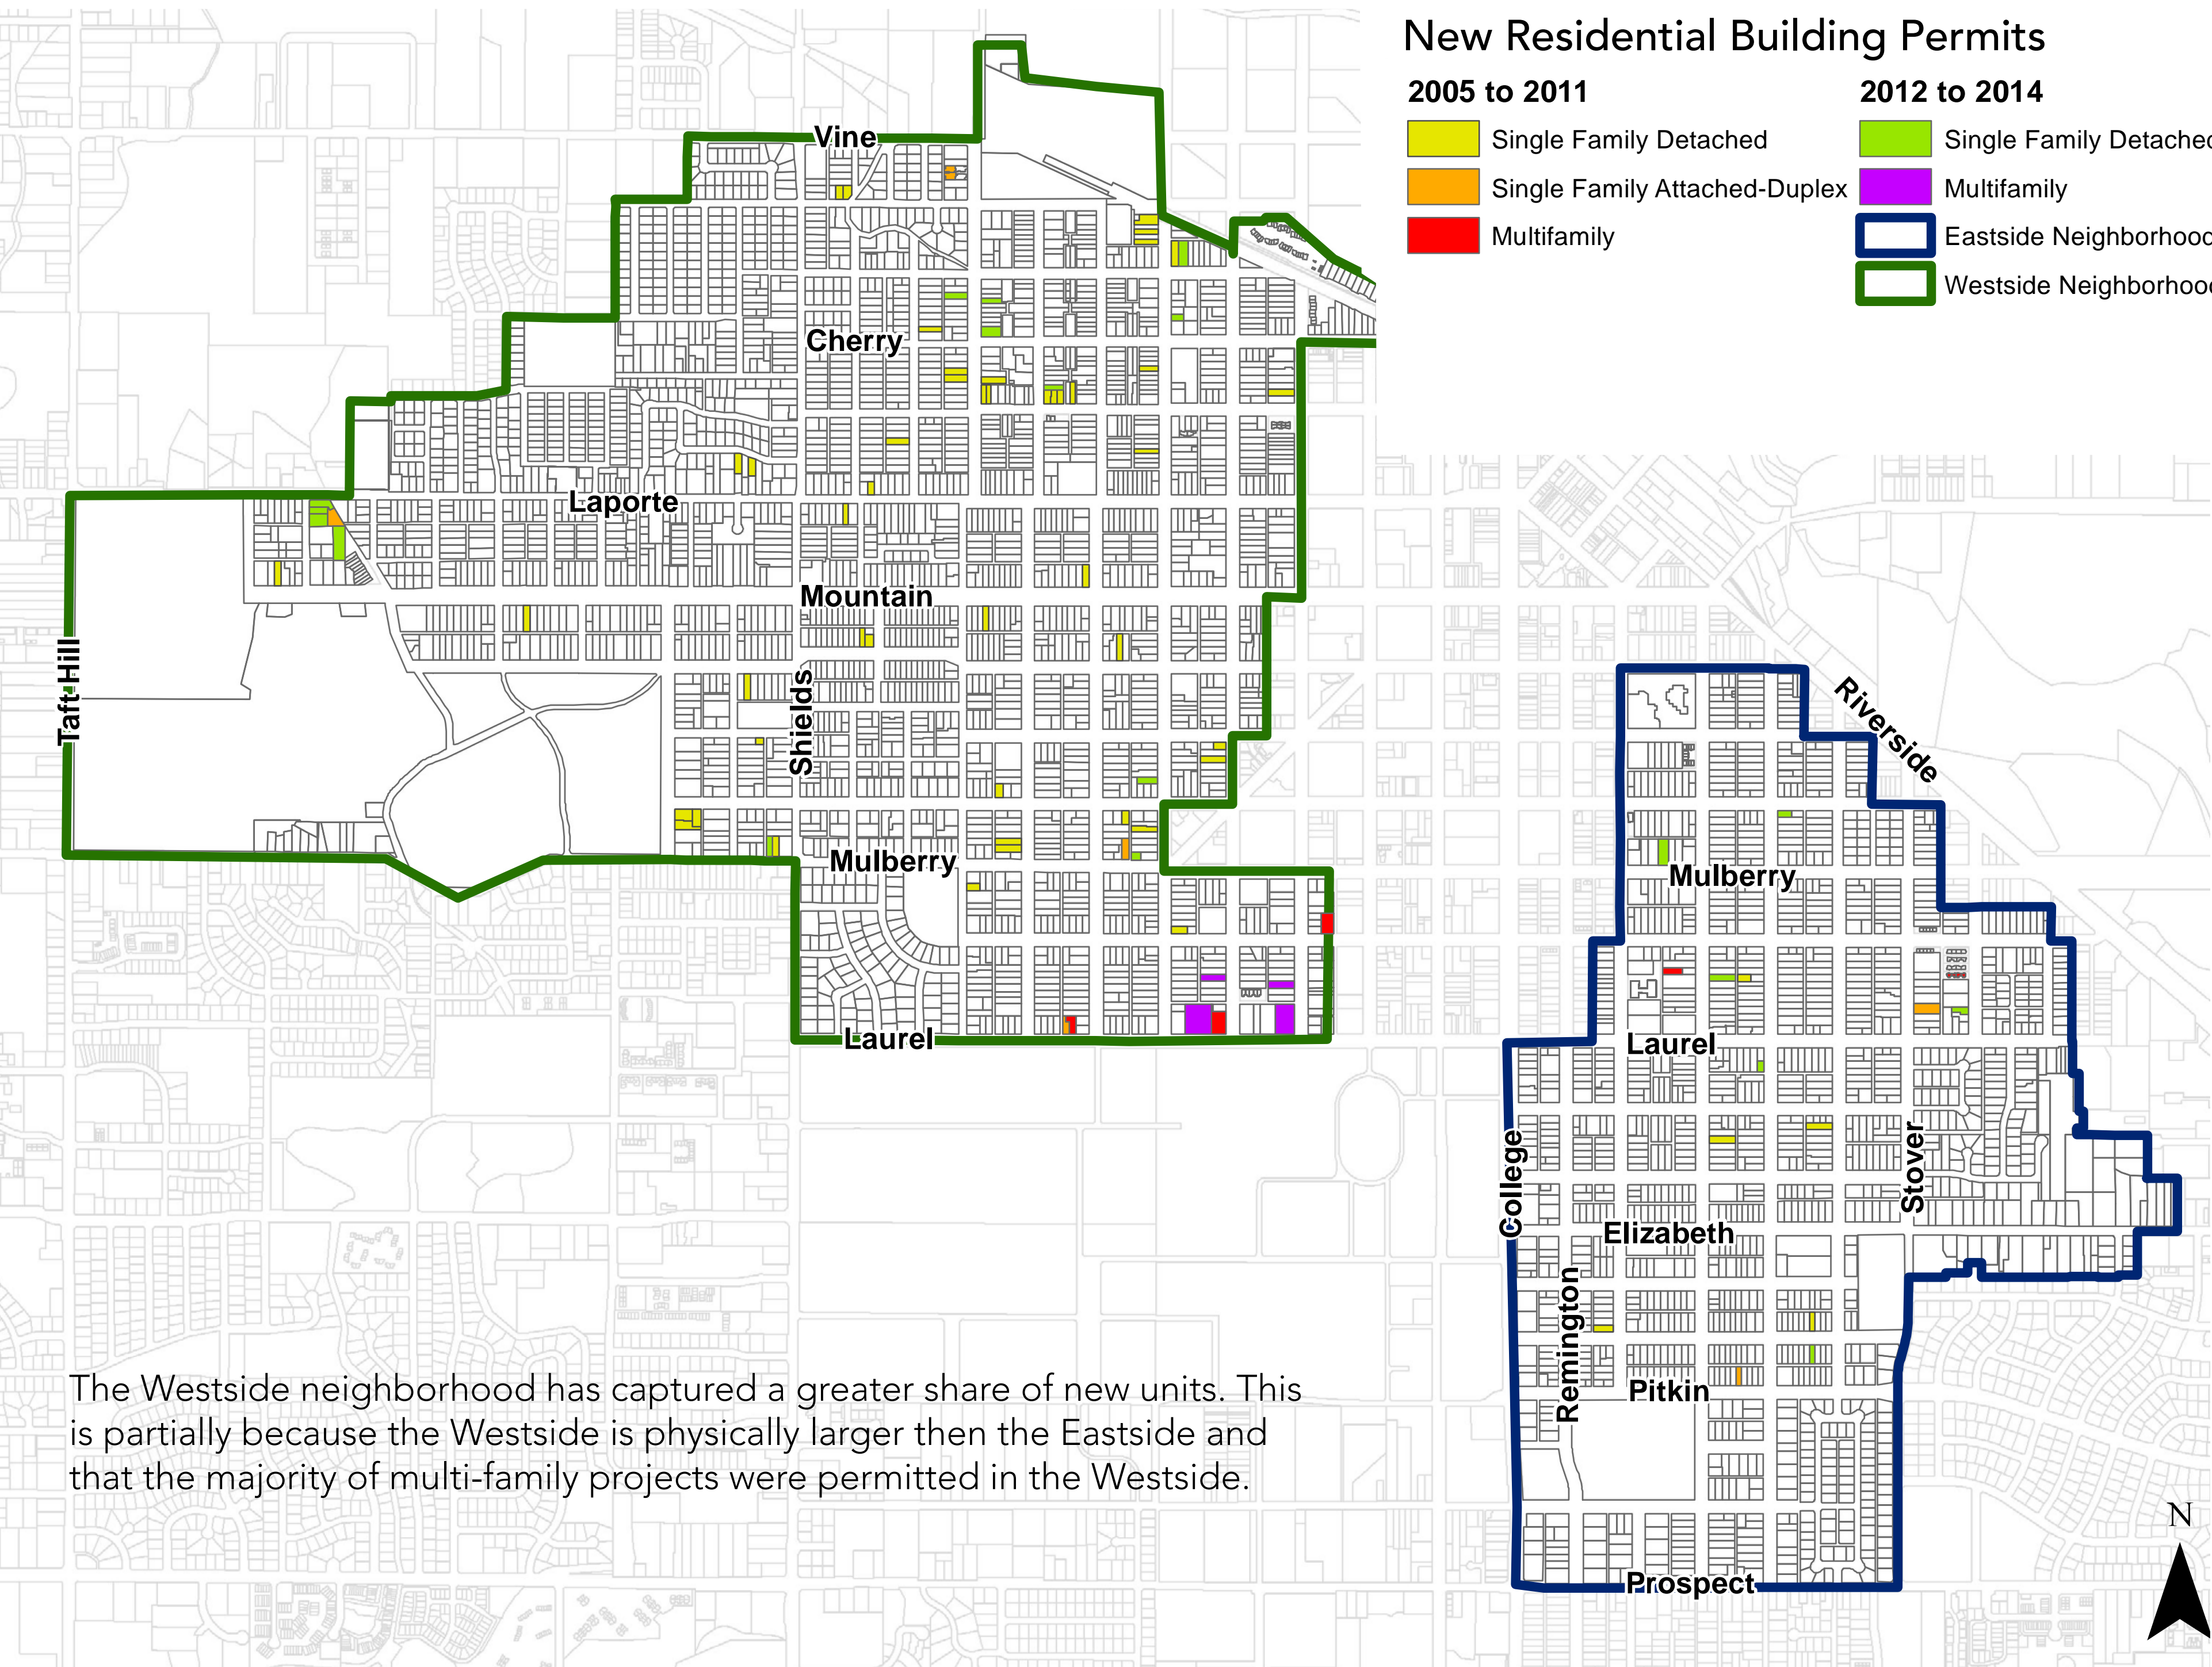 New Residential Building Permits
2005 to 2011
Single Family Detached
Single Family Attached-Duplex
Multifamily
2012 to 2014
Single Family Detached
Multifamily
Eastside Neighborhood
Westside Neighborhood
Vine
Cherry
Laporte
Mountain
Taft Hill
Shields
Mulberry
Laurel
Riverside
Mulberry
Laurel
College
Stover
Elizabeth
Remington
Pitkin
Prospect
The Westside neighborhood has captured a greater share of new units. This
is partially because the Westside is physically larger then the Eastside and
that the majority of multi-family projects were permitted in the Westside.
N